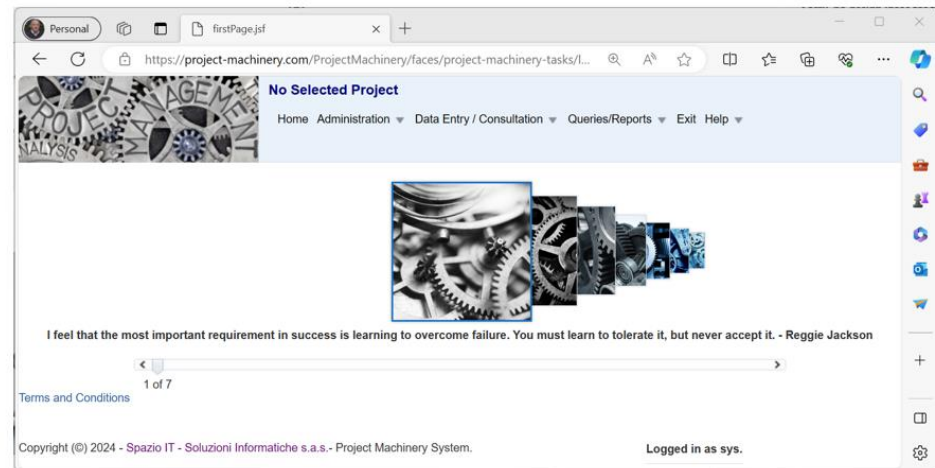 Personal
firstPage.jsf
https://project-machinery.com/ProjectMachinery/faces/project-machinery-tasks/l...
PROJECT
MANAGEMENT
ANALYSIS
No Selected Project
Home Administration Data Entry / Consultation Queries/Reports Exit Help
I feel that the most important requirement in success is learning to overcome failure. You must learn to tolerate it, but never accept it. - Reggie Jackson
1 of 7
Terms and Conditions
Copyright (©) 2024 - Spazio IT - Soluzioni Informatiche s.a.s.- Project Machinery System.
Logged in as sys.